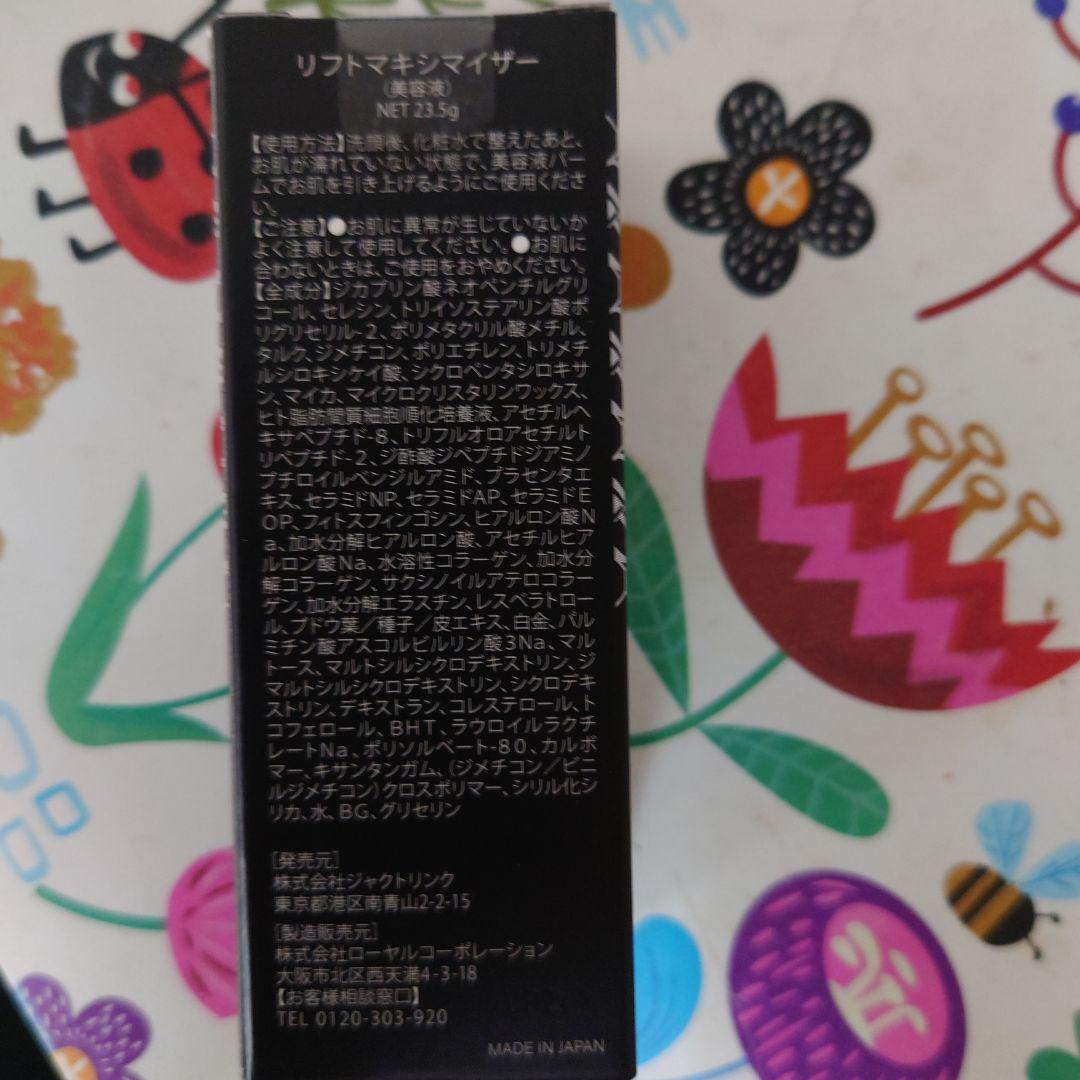 リフトマキシマイザー
(美容液)
NET 23.5g
【使用方法】洗顔後、化粧水で整えたあと、
お肌が濡れていない状態で、美容液バー
ムでお肌を引き上げるようにご使用くださ
い。
【ご注意】●お肌に異常が生じていないか
よく注意して使用してください。●お肌に
合わないときは、ご使用をおやめください。
【全成分】ジカプリン酸ネオペンチルグリ
コール、セレシン、トリイソステアリン酸ポ
リグリセリル-2、ポリメタクリル酸メチル、
タルク、ジメチコン、ポリエチレン、トリメチ
ルシロキシケイ酸、シクロペンタシロキサ
ン、マイカ、マイクロクリスタリンワックス、
ヒト脂肪間質細胞順化培養液、アセチルヘ
キサペプチド-8、トリフルオロアセチルト
リペプチド-2、ジ酢酸ジペプチドジアミノ
ブチロイルベンジルアミド、プラセンタエ
キス、セラミドNP、セラミドAP、セラミドE
OP、フィトスフィンゴシン、ヒアルロン酸N
a、加水分解ヒアルロン酸、アセチルヒア
ルロン酸Na、水溶性コラーゲン、加水分
解コラーゲン、サクシノイルアテロコラー
ゲン、加水分解エラスチン、レスベラトロー
ル、ブドウ葉/種子/皮エキス、白金、パル
ミチン酸アスコルビルリン酸3Na、マル
トース、マルトシルシクロデキストリン、ジ
マルトシルシクロデキストリン、シクロデキ
ストリン、デキストラン、コレステロール、ト
コフェロール、BHT、ラウロイルラクチ
レートNa、ポリソルベート-80、カルボ
マー、キサンタンガム、(ジメチコン/ビニ
ルジメチコン)クロスポリマー、シリル化シ
リカ、水、BG、グリセリン
[発売元]
株式会社ジャクトリンク
東京都港区南青山2-2-15
[製造販売元]
株式会社ローヤルコーポレーション
大阪市北区西天満4-3-18
【お客様相談窓口】
TEL 0120-303-920
MADE IN JAPAN